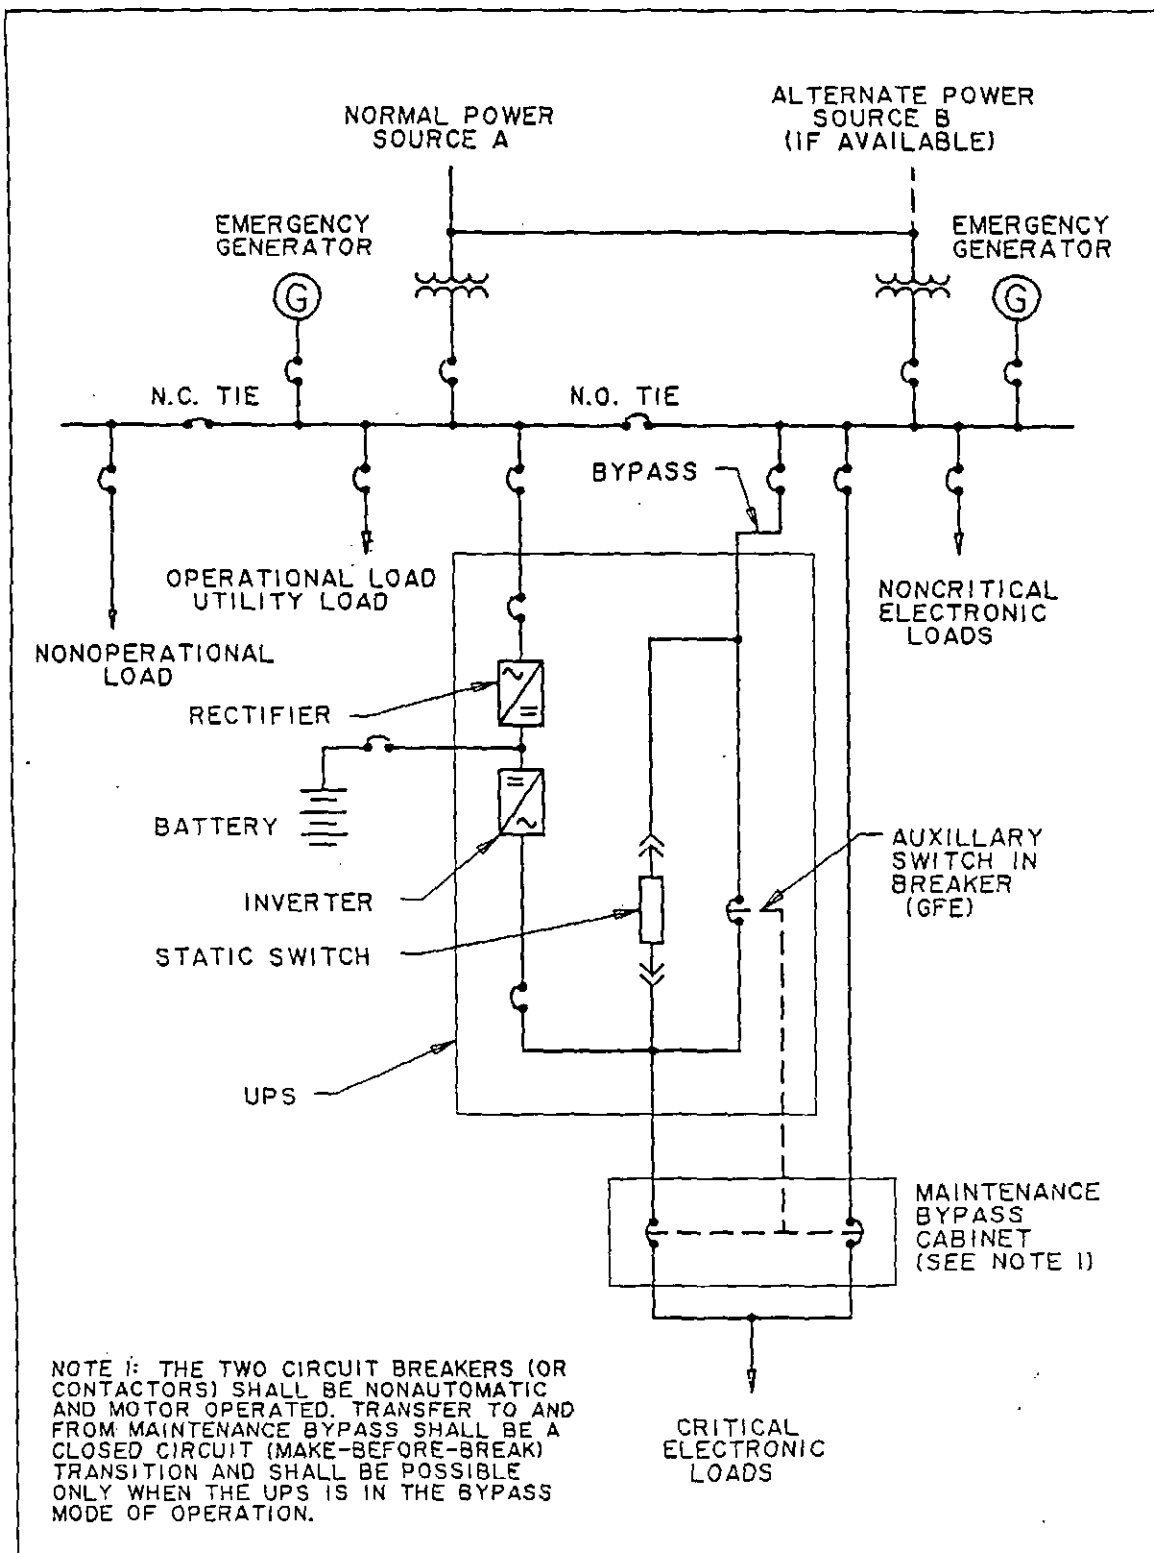 NORMAL POWER
SOURCE A
ALTERNATE POWER
SOURCE B
(IF AVAILABLE)
EMERGENCY
GENERATOR
G
EMERGENCY
GENERATOR
G
N.C. TIE
N.O. TIE
BYPASS
OPERATIONAL LOAD
UTILITY LOAD
NONCRITICAL
ELECTRONIC
LOADS
NONOPERATIONAL
LOAD
RECTIFIER
BATTERY
INVERTER
STATIC SWITCH
AUXILLARY
SWITCH IN
BREAKER
(GFE)
UPS
MAINTENANCE
BYPASS
CABINET
(SEE NOTE 1)
NOTE 1: THE TWO CIRCUIT BREAKERS (OR
CONTACTORS) SHALL BE NONAUTOMATIC
AND MOTOR OPERATED. TRANSFER TO AND
FROM MAINTENANCE BYPASS SHALL BE A
CLOSED CIRCUIT (MAKE-BEFORE-BREAK)
TRANSITION AND SHALL BE POSSIBLE
ONLY WHEN THE UPS IS IN THE BYPASS
MODE OF OPERATION.
CRITICAL
ELECTRONIC
LOADS